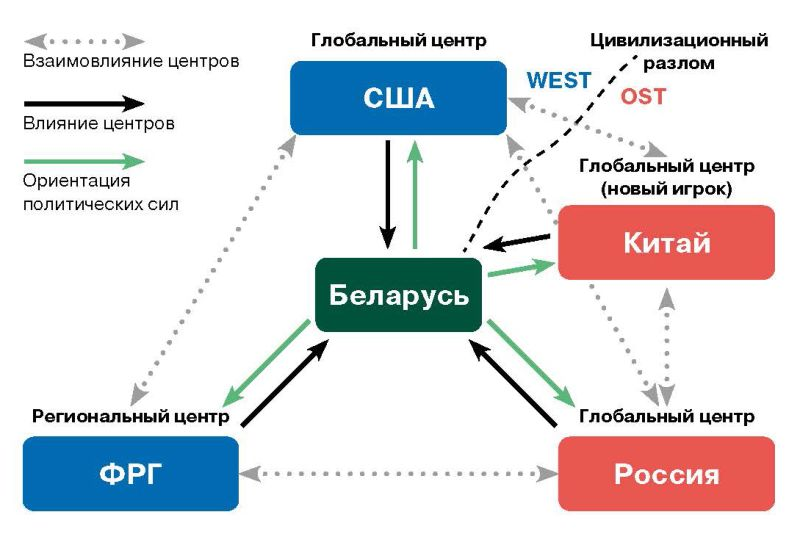 Глобальный центр
Цивилизационный
разлом
Взаимовлияние центров
США
WEST
OST
Влияние центров
Глобальный центр
(новый игрок)
Ориентация
политических сил
Китай
Беларусь
Региональный центр
Глобальный центр
ФРГ
Россия